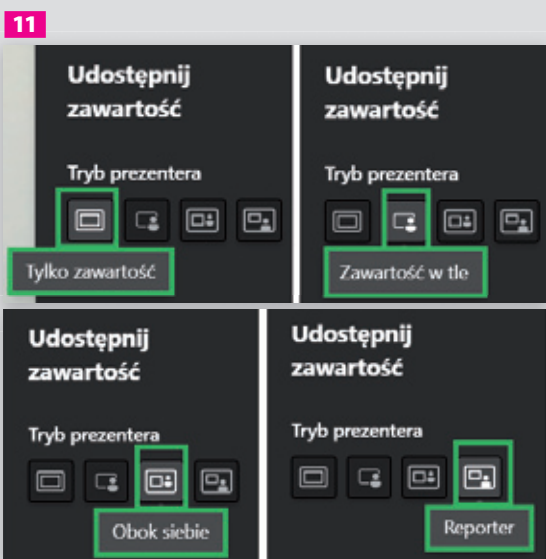 11
Udostępnij
zawartość
Tryb prezentera
Tylko zawartość
Udostępnij
zawartość
Tryb prezentera
Zawartość w tle
Udostępnij
zawartość
Tryb prezentera
Obok siebie
Udostępnij
zawartość
Tryb prezentera
Reporter